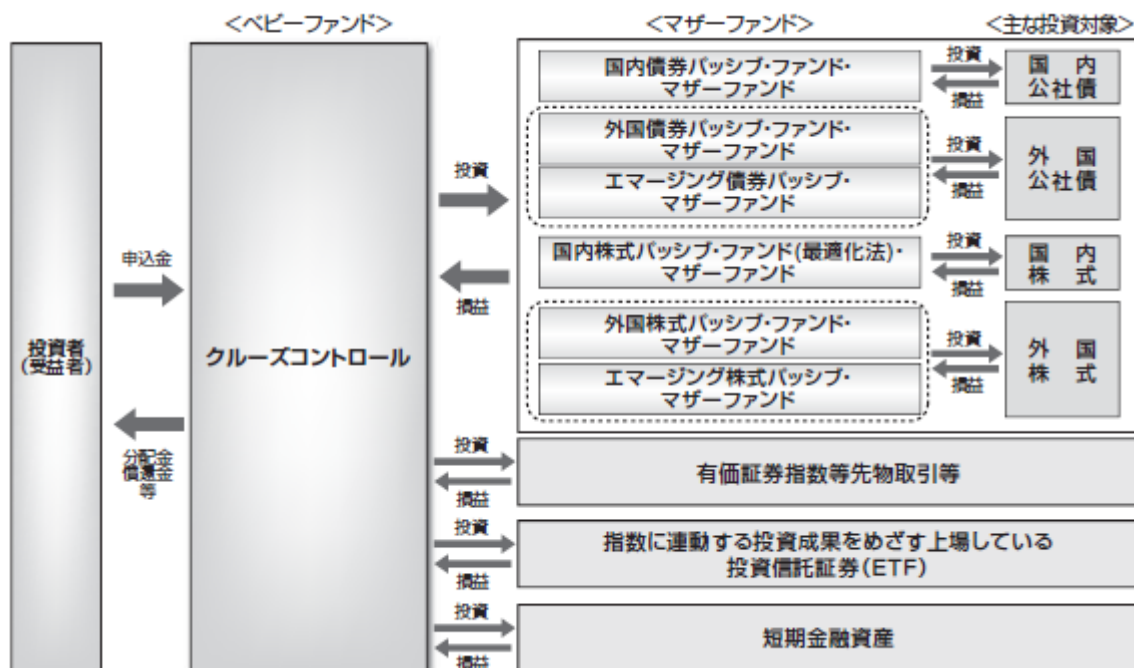 <ベビーファンド>
<マザーファンド>
<主な投資対象>
投資者
(受益者)
申込金
分配金
償還金
等
クルーズコントロール
投資
損益
国内債券パッシブ・ファンド・
マザーファンド
投資
損益
国 内
公社債
外国債券パッシブ・ファンド・
マザーファンド
エマージング債券パッシブ・
マザーファンド
投資
損益
外 国
公社債
国内株式パッシブ・ファンド(最適化法)・
マザーファンド
投資
損益
国 内
株 式
外国株式パッシブ・ファンド・
マザーファンド
エマージング株式パッシブ・
マザーファンド
投資
損益
外 国
株 式
投資
損益
有価証券指数等先物取引等
投資
損益
指数に連動する投資成果をめざす上場している
投資信託証券(ETF)
投資
損益
短期金融資産